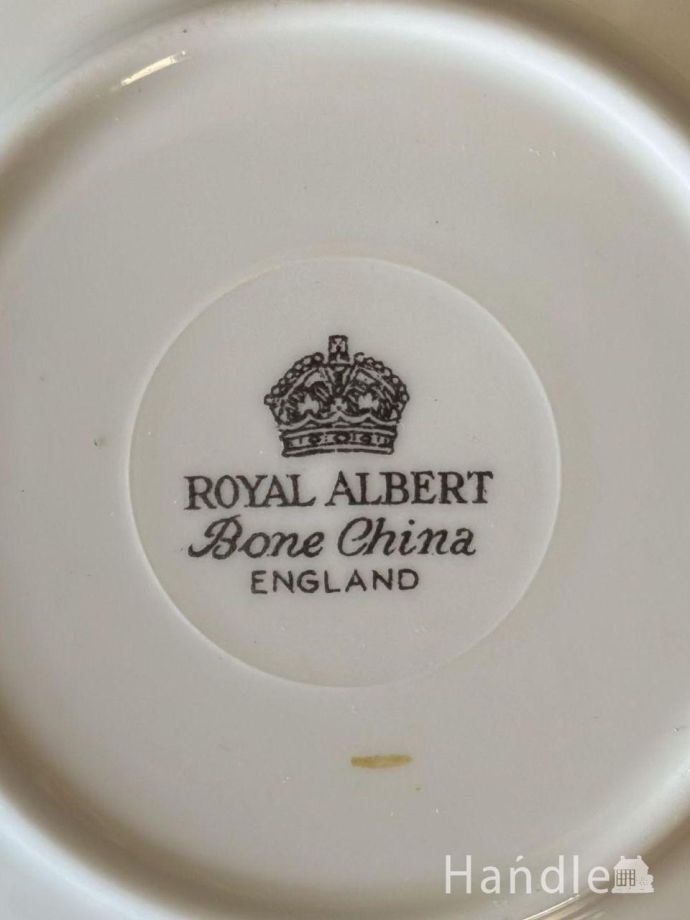 ROYAL ALBERT
Bone China
ENGLAND
Handle